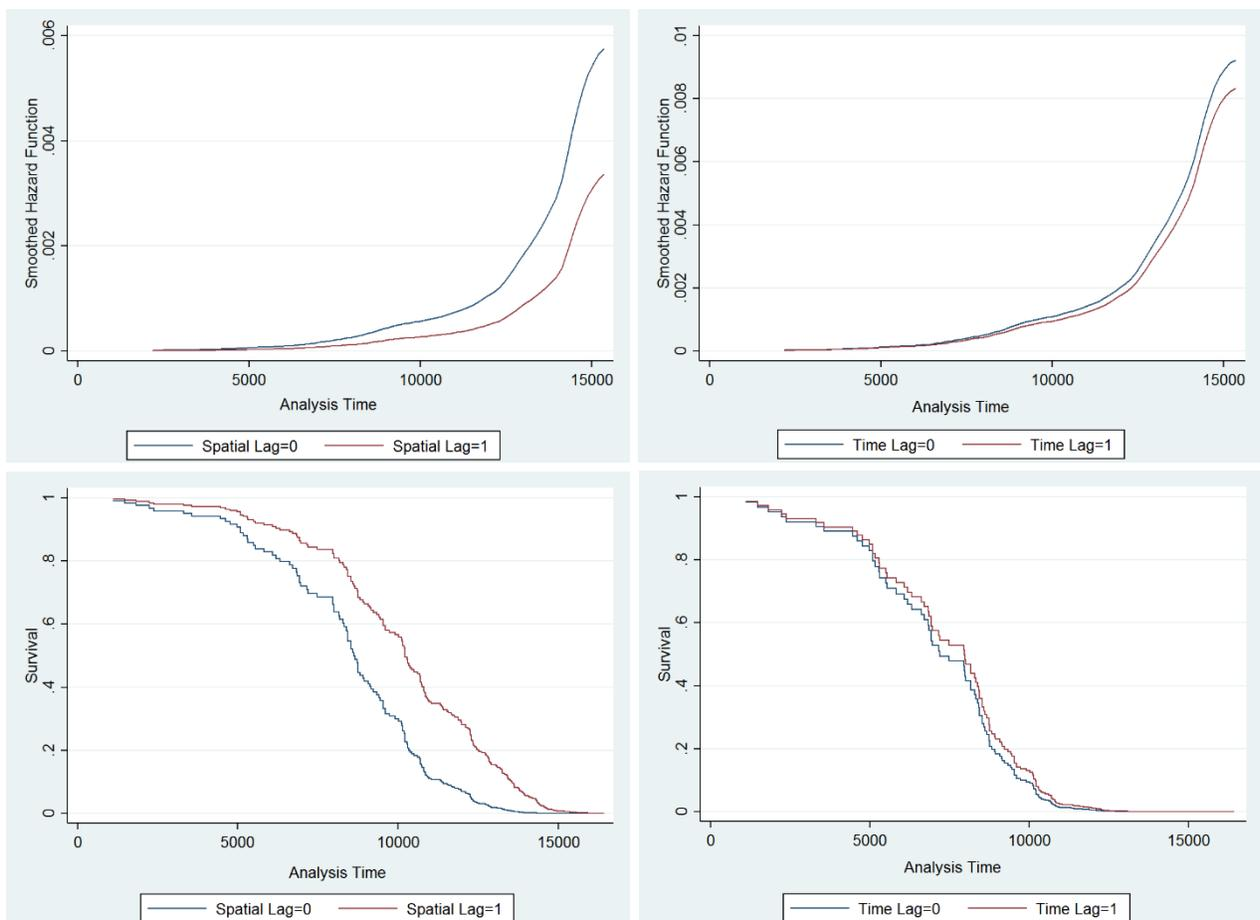 .006
.004
.002
0
Smoothed Hazard Function
0 5000 10000 15000
Analysis Time
Spatial Lag=0 Spatial Lag=1
.01
.008
.006
.004
.002
0
Smoothed Hazard Function
0 5000 10000 15000
Analysis Time
Time Lag=0 Time Lag=1
1
.8
.6
.4
.2
0
Survival
0 5000 10000 15000
Analysis Time
Spatial Lag=0 Spatial Lag=1
1
.8
.6
.4
.2
0
Survival
0 5000 10000 15000
Analysis Time
Time Lag=0 Time Lag=1